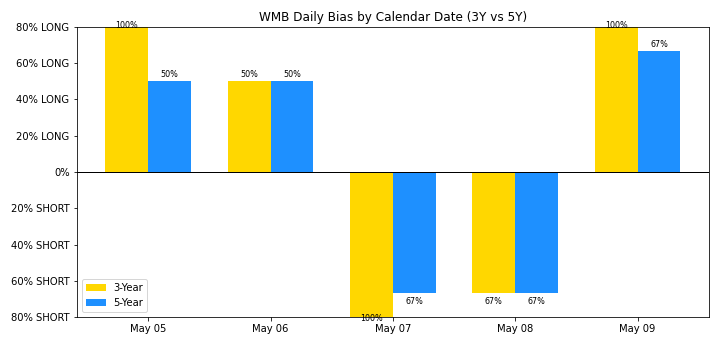 WMB Daily Bias by Calendar Date (3Y vs 5Y)
80% LONG
60% LONG
40% LONG
20% LONG
0%
20% SHORT
40% SHORT
60% SHORT
80% SHORT
100%
50%
50%
50%
100%
67%
67%
67%
100%
67%
3-Year
5-Year
May 05
May 06
May 07
May 08
May 09